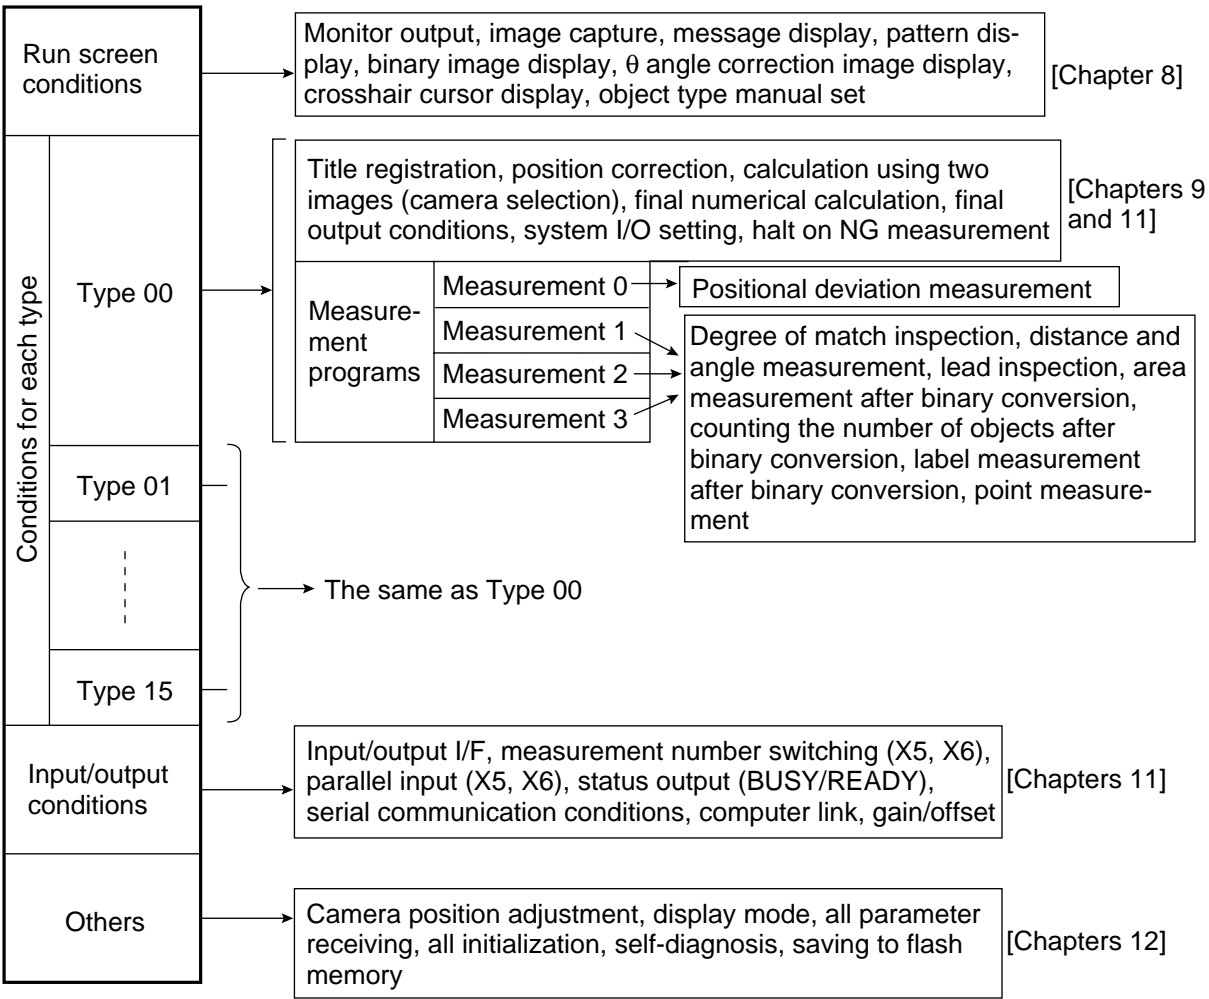 Run screen
conditions
Monitor output, image capture, message display, pattern dis-
play, binary image display, θ angle correction image display,
crosshair cursor display, object type manual set
[Chapter 8]
Conditions for each type
Type 00
Title registration, position correction, calculation using two
images (camera selection), final numerical calculation, final
output conditions, system I/O setting, halt on NG measurement
[Chapters 9
and 11]
Measure-
ment
programs
Measurement 0
Measurement 1
Measurement 2
Measurement 3
Positional deviation measurement
Degree of match inspection, distance and
angle measurement, lead inspection, area
measurement after binary conversion,
counting the number of objects after
binary conversion, label measurement
after binary conversion, point measure-
ment
Type 01
The same as Type 00
Type 15
Input/output
conditions
Input/output I/F, measurement number switching (X5, X6),
parallel input (X5, X6), status output (BUSY/READY),
serial communication conditions, computer link, gain/offset
[Chapters 11]
Others
Camera position adjustment, display mode, all parameter
receiving, all initialization, self-diagnosis, saving to flash
memory
[Chapters 12]